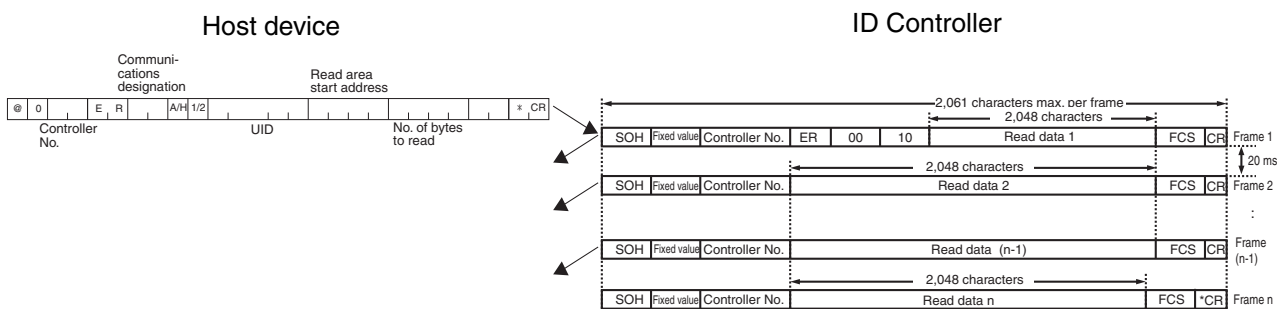 Host device
ID Controller
Communi-
cations
designation
Read area
start address
@ 0 E R A/H 1/2 * CR
Controller
No.
UID
No. of bytes
to read
2,061 characters max. per frame
2,048 characters
SOH Fixed value Controller No. ER 00 10 Read data 1 FCS CR Frame 1
20 ms
2,048 characters
SOH Fixed value Controller No. Read data 2 FCS CR Frame 2
:
SOH Fixed value Controller No. Read data (n-1) FCS CR Frame
(n-1)
2,048 characters
SOH Fixed value Controller No. Read data n FCS *CR Frame n